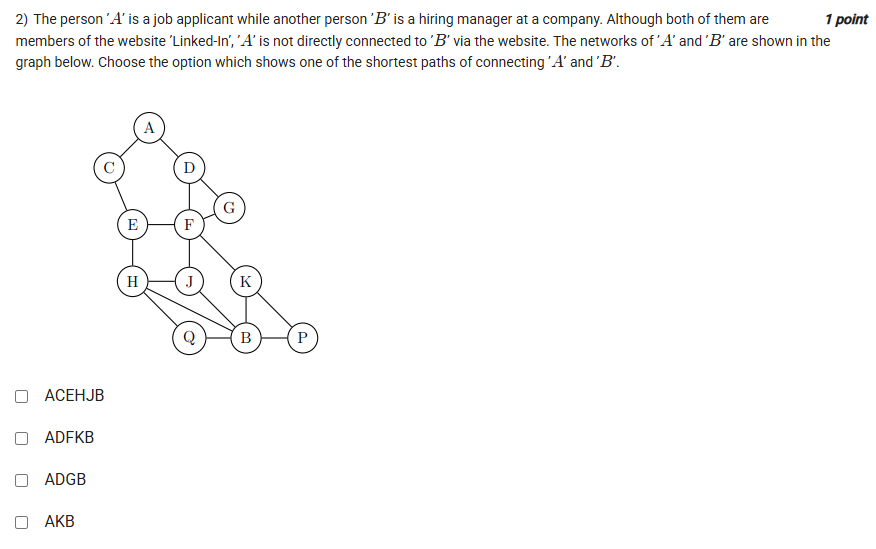 2) The person 'A' is a job applicant while another person 'B' is a hiring manager at a company. Although both of them are 1 point
members of the website 'Linked-In', 'A' is not directly connected to 'B' via the website. The networks of 'A' and 'B' are shown in the
graph below. Choose the option which shows one of the shortest paths of connecting 'A' and 'B'.
A
C D
G
E F
H J K
Q B P
ACEHJB
ADFKB
ADGB
AKB